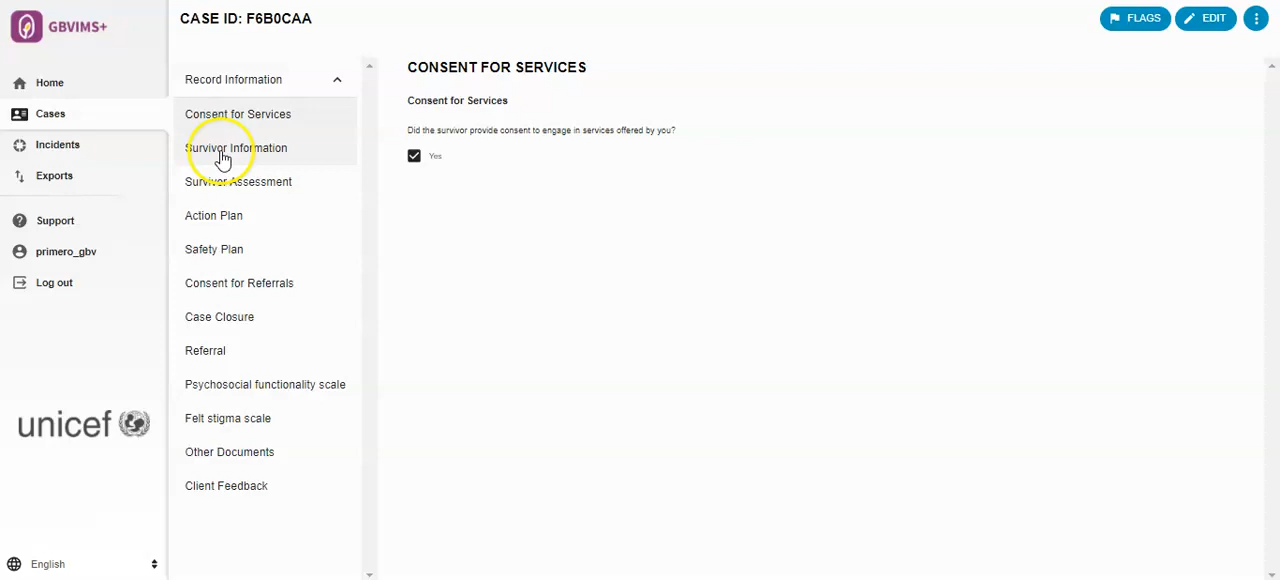 GBVIMS+
CASE ID: F6B0CAA
FLAGS
EDIT
Home
Cases
Incidents
Exports
Support
primero_gbv
Log out
unicef
English
Record Information
Consent for Services
Survivor Information
Survivor Assessment
Action Plan
Safety Plan
Consent for Referrals
Case Closure
Referral
Psychosocial functionality scale
Felt stigma scale
Other Documents
Client Feedback
CONSENT FOR SERVICES
Consent for Services
Did the survivor provide consent to engage in services offered by you?
Yes